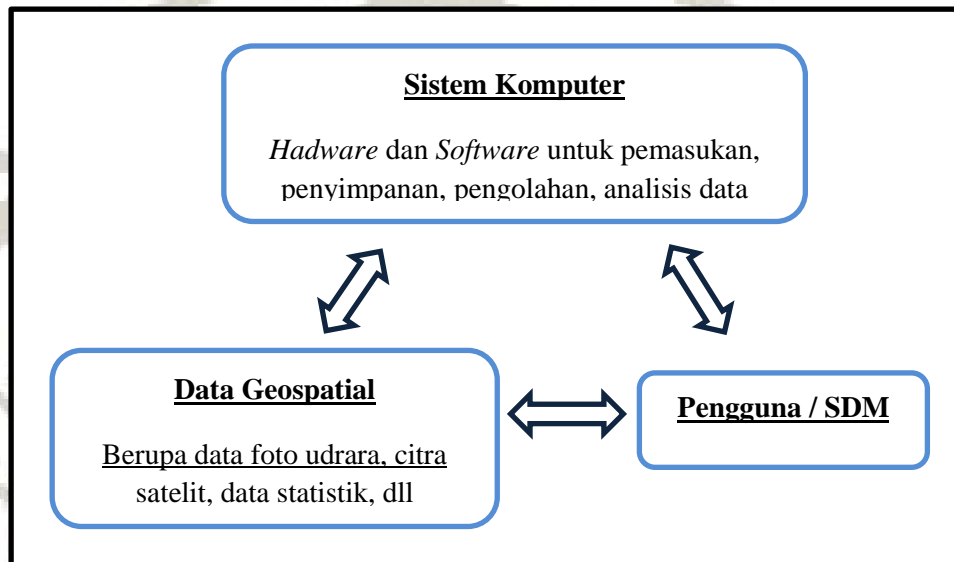 Sistem Komputer
Hadware dan Software untuk pemasukan,
penyimpanan, pengolahan, analisis data
Data Geospatial
Berupa data foto udrara, citra
satelit, data statistik, dll
Pengguna / SDM